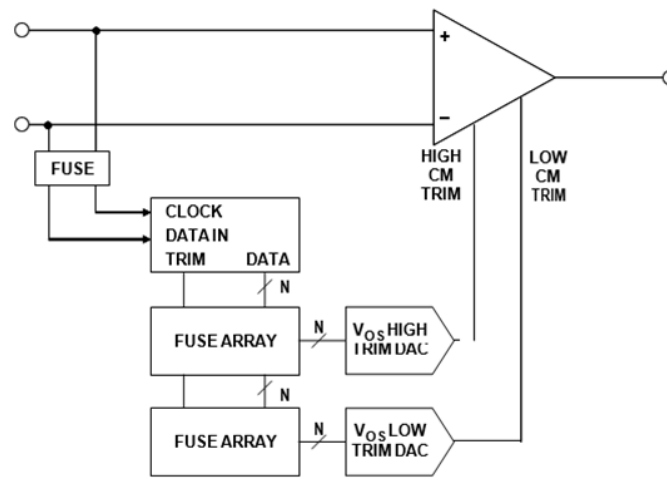 +
−
HIGH
CM
TRIM
LOW
CM
TRIM
FUSE
CLOCK
DATA IN
TRIM DATA
N
FUSE ARRAY
N
VOS HIGH
TRIM DAC
N
FUSE ARRAY
N
VOS LOW
TRIM DAC